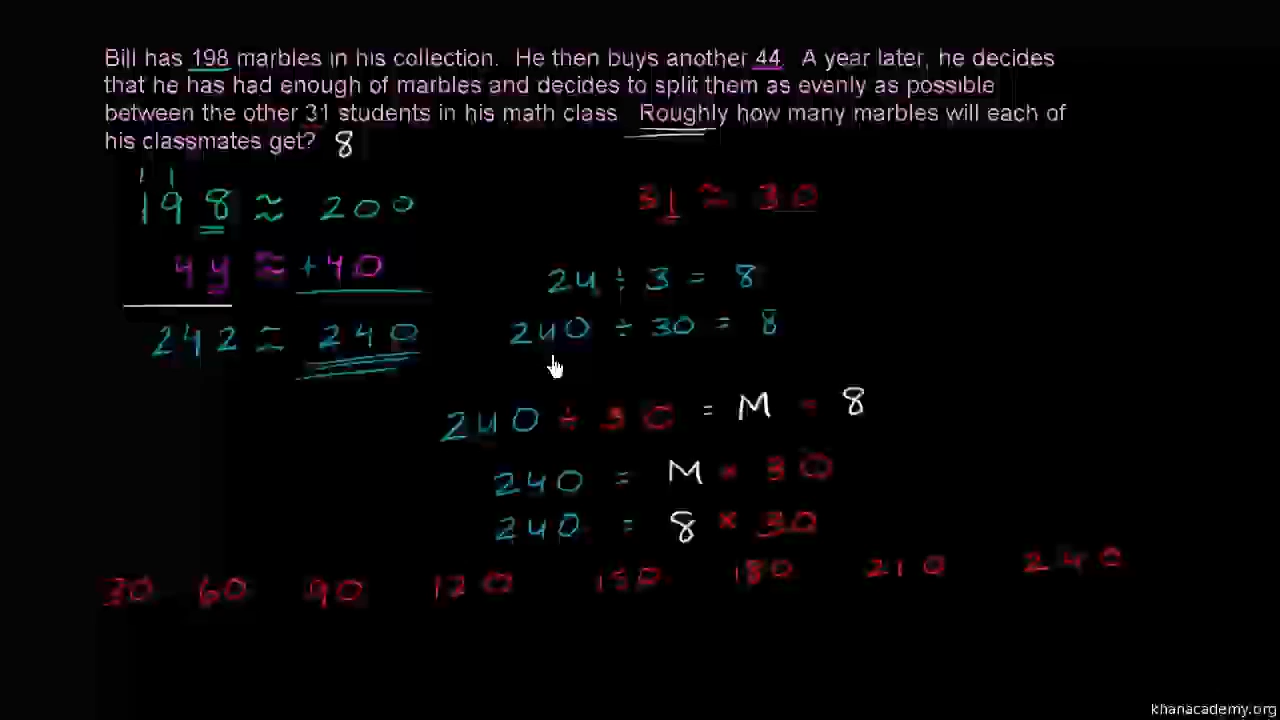 Bill has 198 marbles in his collection. He then buys another 44. A year later, he decides
that he has had enough of marbles and decides to split them as evenly as possible
between the other 31 students in his math class Roughly how many marbles will each of
his classmates get? 8
1 1
198 ≈ 200
31 ≈ 30
44 ≈ +40
24 ÷ 3 = 8
242 ≈ 240
240 ÷ 30 = 8
240 ÷ 30 = M = 8
240 = M × 30
240 = 8 × 30
30 60 90 120 150 180 210 240
khanacademy.org